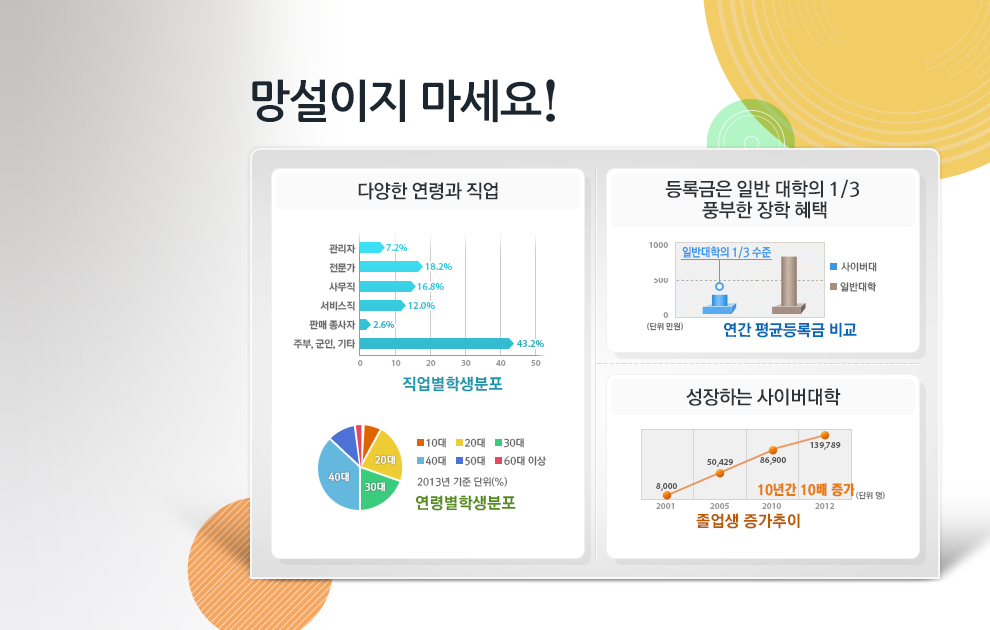 망설이지 마세요!
다양한 연령과 직업
관리자 7.2%
전문가 18.2%
사무직 16.8%
서비스직 12.0%
판매 종사자 2.6%
주부, 군인, 기타 43.2%
0 10 20 30 40 50
직업별학생분포
20대
40대
30대
10대 20대 30대
40대 50대 60대 이상
2013년 기준 단위(%)
연령별학생분포
등록금은 일반 대학의 1/3
풍부한 장학 혜택
1000
일반대학의 1/3 수준
500
0
(단위 만원)
사이버대
일반대학
연간 평균등록금 비교
성장하는 사이버대학
8,000
50,429
86,900
139,789
10년간 10배 증가
(단위 명)
2001 2005 2010 2012
졸업생 증가추이